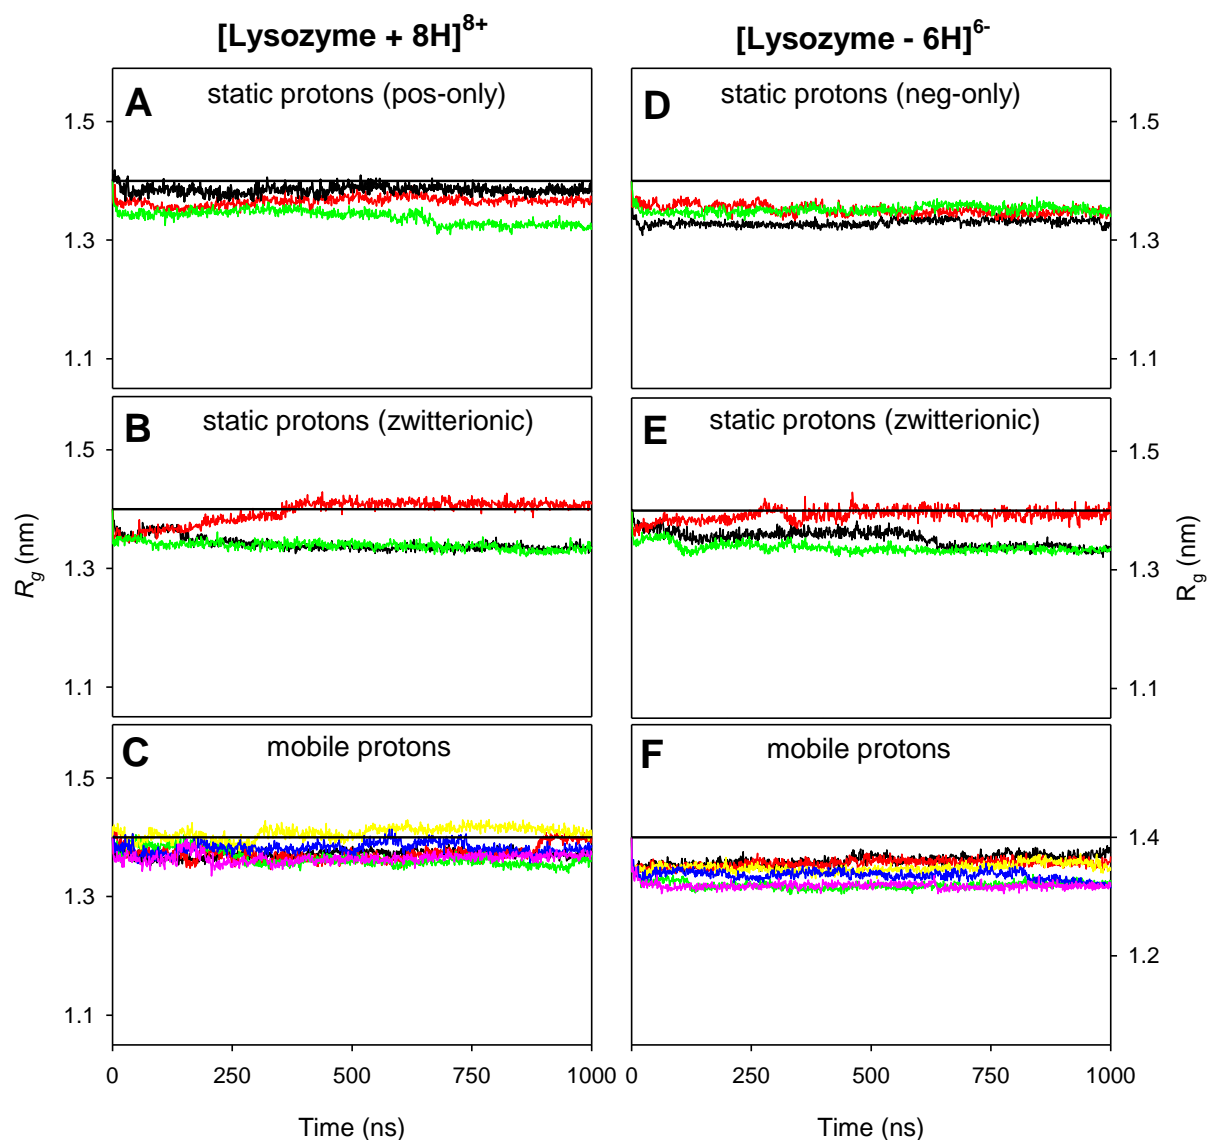 [Lysozyme + 8H]8+
[Lysozyme - 6H]6-
A
static protons (pos-only)
D
static protons (neg-only)
1.5
1.3
1.1
1.5
1.3
1.1
B
static protons (zwitterionic)
E
static protons (zwitterionic)
1.5
1.3
1.1
1.5
1.3
1.1
Rg (nm)
Rg (nm)
C
mobile protons
F
mobile protons
1.5
1.3
1.1
1.4
1.2
0 250 500 750 1000
0 250 500 750 1000
Time (ns)
Time (ns)